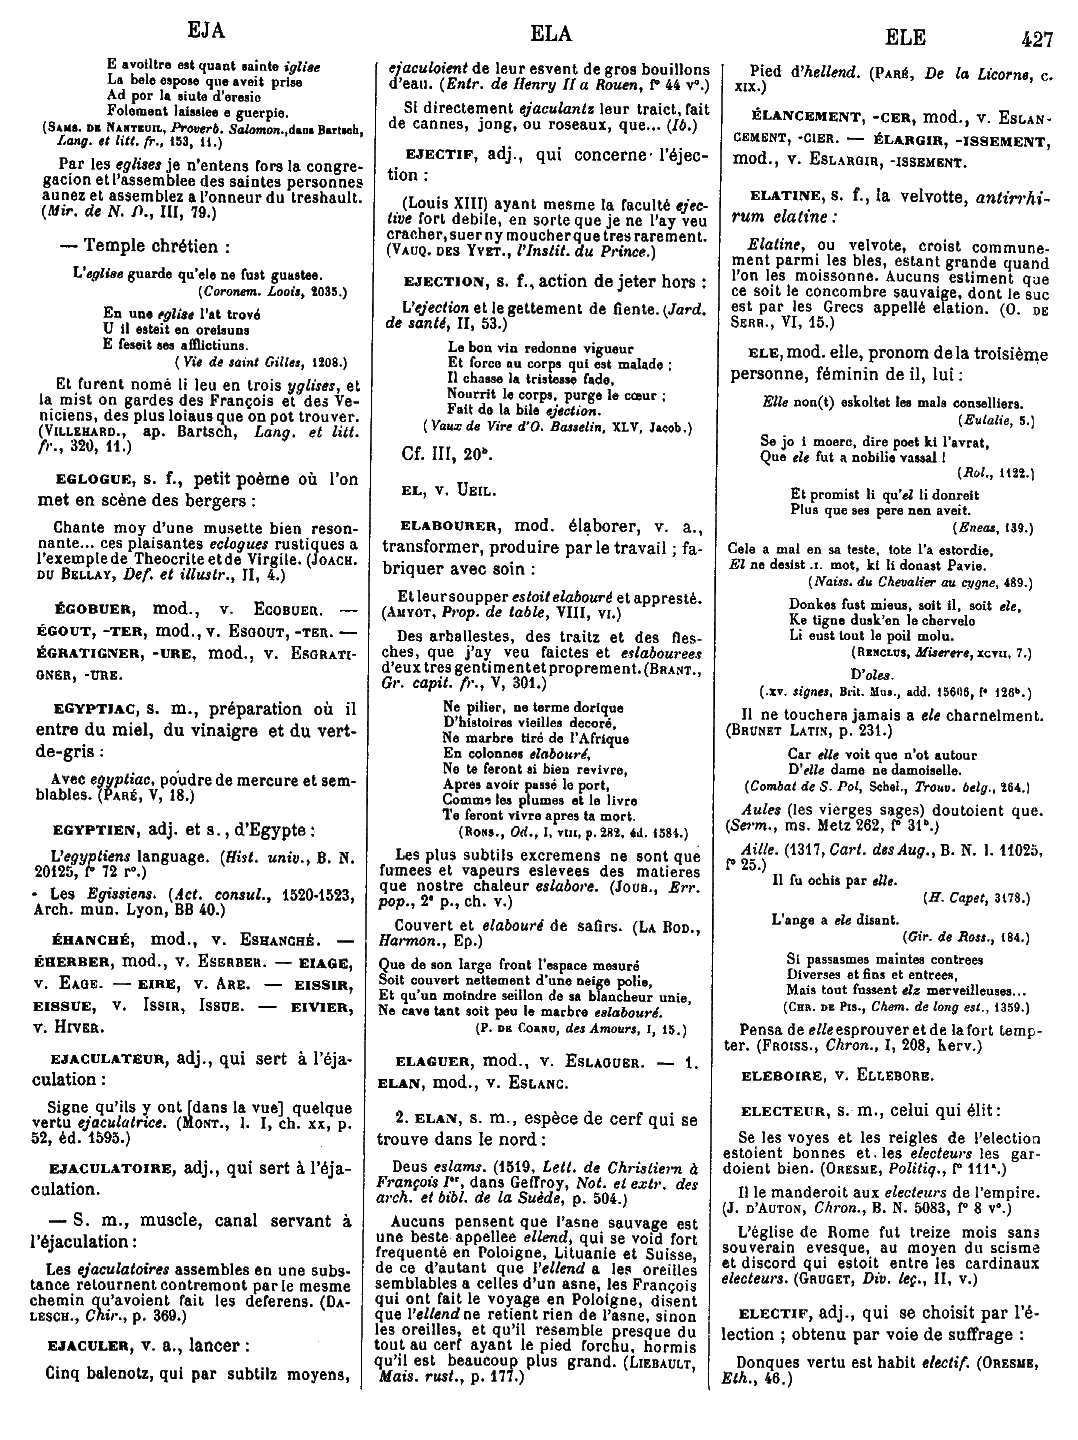 EJA
ELA
ELE
427
E avoiltre est quant sainte iglise
La bele espose que aveit prise
Ad por la siute d'eresie
Folement laissiee e guerpie.
(Sams. de Nanteuil, Proverb. Salomon., dans Bartsch,
Lang. et litt. fr., 153, 11.)
Par les eglises je n'entens fors la congre-
gacion et l'assemblee des saintes personnes
aunez et assemblez a l'onneur du treshault.
(Mir. de N. D., III, 79.)
— Temple chrétien :
L'eglise guarde qu'ele ne fust guastee.
(Coronem. Loois, 2035.)
En une eglise l'at trové
U il esteit en oreisuns
E feseit ses afflictiuns.
(Vie de saint Gilles, 1208.)
Et furent nomé li leu en trois yglises, et
la mist on gardes des François et des Ve-
niciens, des plus loiaus que on pot trouver.
(Villehard., ap. Bartsch, Lang. et litt.
fr., 320, 11.)
EGLOGUE, s. f., petit poème où l'on
met en scène des bergers :
Chante moy d'une musette bien reson-
nante... ces plaisantes eclogues rustiques a
l'exemple de Theocrite et de Virgile. (Joach.
du Bellay, Def. et illustr., II, 4.)
ÉGOBUER, mod., v. Egobuer. —
ÉGOUT, -TER, mod., v. Esgout, -ter. —
ÉGRATIGNER, -URE, mod., v. Esgrati-
gner, -ure.
EGYPTIAC, s. m., préparation où il
entre du miel, du vinaigre et du vert-
de-gris :
Avec egyptiac, poudre de mercure et sem-
blables. (Paré, V, 18.)
EGYPTIEN, adj. et s., d'Egypte :
L'egyptiens language. (Hist. univ., B. N.
20125, f° 72 r°.)
Les Egissiens. (Act. consul., 1520-1523,
Arch. mun. Lyon, BB 40.)
ÉHANCHÉ, mod., v. Eshanché. —
ÉHERBER, mod., v. Eserber. — EIAGE,
v. Eage. — EIRE, v. Are. — EISSIR,
EISSUE, v. Issir, Issue. — EIVIER,
v. Hiver.
EJACULATEUR, adj., qui sert à l'éja-
culation :
Signe qu'ils y ont [dans la vue] quelque
vertu ejaculatrice. (Mont., l. I, ch. xx, p.
52, éd. 1595.)
EJACULATOIRE, adj., qui sert à l'éja-
culation.
— S. m., muscle, canal servant à
l'éjaculation :
Les ejaculatoires assembles en une subs-
tance retournent contremont par le mesme
chemin qu'avoient fait les deferens. (Da-
lesch., Chir., p. 369.)
EJACULER, v. a., lancer :
Cinq balenotz, qui par subtilz moyens,
ejaculoient de leur esvent de gros bouillons
d'eau. (Entr. de Henry II a Rouen, f° 44 v°.)
Si directement ejaculantz leur traict, fait
de cannes, jong, ou roseaux, que... (Ib.)
EJECTIF, adj., qui concerne l'éjec-
tion :
(Louis XIII) ayant mesme la faculté ejec-
tive fort debile, en sorte que je ne l'ay veu
cracher, suer ny moucher que tres rarement.
(Vauq. des Yvet., l'Instit. du Prince.)
EJECTION, s. f., action de jeter hors :
L'ejection et le gettement de fiente. (Jard.
de santé, II, 53.)
Le bon vin redonne vigueur
Et force au corps qui est malade ;
Il chasse la tristesse fade,
Nourrit le corps, purge le cœur ;
Fait de la bile ejection.
(Vaux de Vire d'O. Basselin, XLV, Jacob.)
Cf. III, 20ᵇ.
EL, v. Ueil.
ELABOURER, mod. élaborer, v. a.,
transformer, produire par le travail ; fa-
briquer avec soin :
Et leur soupper estoit elabouré et appresté.
(Amyot, Prop. de table, VIII, vi.)
Des arballestes, des traitz et des fles-
ches, que j'ay veu faictes et eslabourees
d'eux tres gentiment et proprement. (Brant.,
Gr. capit. fr., V, 301.)
Ne pilier, ne terme dorique
D'histoires vieilles decoré,
Ne marbre tiré de l'Afrique
En colonnes elabouré,
Ne te feront si bien revivre,
Apres avoir passé le port,
Comme les plumes et le livre
Te feront vivre apres ta mort.
(Rons., Od., I, viii, p. 282, éd. 1584.)
Les plus subtils excremens ne sont que
fumees et vapeurs eslevees des matieres
que nostre chaleur eslabore. (Joub., Err.
pop., 2ᵉ p., ch. v.)
Couvert et elabouré de safirs. (La Bod.,
Harmon., Ep.)
Que de son large front l'espace mesuré
Soit couvert nettement d'une neige polie,
Et qu'un moindre seillon de sa blancheur unie,
Ne cave tant soit peu le marbre eslabouré.
(P. de Cornu, des Amours, I, 15.)
ELAGUER, mod., v. Eslaguer. — 1.
ELAN, mod., v. Eslanc.
2. ELAN, s. m., espèce de cerf qui se
trouve dans le nord :
Deus eslams. (1519, Lett. de Christiern à
François Iᵉʳ, dans Geffroy, Not. et extr. des
arch. et bibl. de la Suède, p. 504.)
Aucuns pensent que l'asne sauvage est
une beste appellee ellend, qui se void fort
frequenté en Poloigne, Lituanie et Suisse,
de ce d'autant que l'ellend a les oreilles
semblables a celles d'un asne, les François
qui ont fait le voyage en Poloigne, disent
que l'ellend ne retient rien de l'asne, sinon
les oreilles, et qu'il resemble presque du
tout au cerf ayant le pied forchu, hormis
qu'il est beaucoup plus grand. (Liebault,
Mais. rust., p. 177.)
Pied d'hellend. (Paré, De la Licorne, c.
xix.)
ÉLANCEMENT, -CER, mod., v. Eslan-
cement, -cier. — ÉLARGIR, -ISSEMENT,
mod., v. Eslargir, -issement.
ELATINE, s. f., la velvotte, antirrhi-
rum elatine :
Elatine, ou velvote, croist commune-
ment parmi les bles, estant grande quand
l'on les moissonne. Aucuns estiment que
ce soit le concombre sauvaige, dont le suc
est par les Grecs appellé elation. (O. de
Serr., VI, 15.)
ELE, mod. elle, pronom de la troisième
personne, féminin de il, lui :
Elle non(t) eskoltet les mals conselliers.
(Eulalie, 5.)
Se jo i moerc, dire poet ki l'avrat,
Que ele fut a nobilie vassal !
(Rol., 1122.)
Et promist li qu'el li donreit
Plus que ses pere nen aveit.
(Eneas, 139.)
Cele a mal en sa teste, tote l'a estordie,
El ne desist .i. mot, ki li donast Pavie.
(Naiss. du Chevalier au cygne, 489.)
Donkes fust mieus, soit il, soit ele,
Ke tigne dusk'en le chervele
Li eust tout le poil molu.
(Renclus, Miserere, xcvii, 7.)
D'oles.
(.xv. signes, Brit. Mus., add. 15606, f° 126ᵇ.)
Il ne touchera jamais a ele charnelment.
(Brunet Latin, p. 231.)
Car elle voit que n'ot autour
D'elle dame ne damoiselle.
(Combat de S. Pol, Schel., Trouv. belg., 264.)
Aules (les vierges sages) doutoient que.
(Serm., ms. Metz 262, f° 31ᵇ.)
Aille. (1317, Cart. des Aug., B. N. l. 11025,
f° 25.)
Il fu ochis par elle.
(H. Capet, 3178.)
L'ange a ele disant.
(Gir. de Ross., 184.)
Si passasmes maintes contrees
Diverses et fins et entrees,
Mais tout fussent elz merveilleuses...
(Chr. de Pis., Chem. de long est., 1359.)
Pensa de elle esprouver et de la fort temp-
ter. (Froiss., Chron., I, 208, Kerv.)
ELEBOIRE, v. Ellebore.
ELECTEUR, s. m., celui qui élit :
Se les voyes et les reigles de l'election
estoient bonnes et les electeurs les gar-
doient bien. (Oresme, Politiq., f° 111ᵃ.)
Il le manderoit aux electeurs de l'empire.
(J. d'Auton, Chron., B. N. 5083, f° 8 v°.)
L'église de Rome fut treize mois sans
souverain evesque, au moyen du scisme
et discord qui estoit entre les cardinaux
electeurs. (Gruget, Div. leç., II, v.)
ELECTIF, adj., qui se choisit par l'é-
lection ; obtenu par voie de suffrage :
Donques vertu est habit electif. (Oresme,
Eth., 46.)